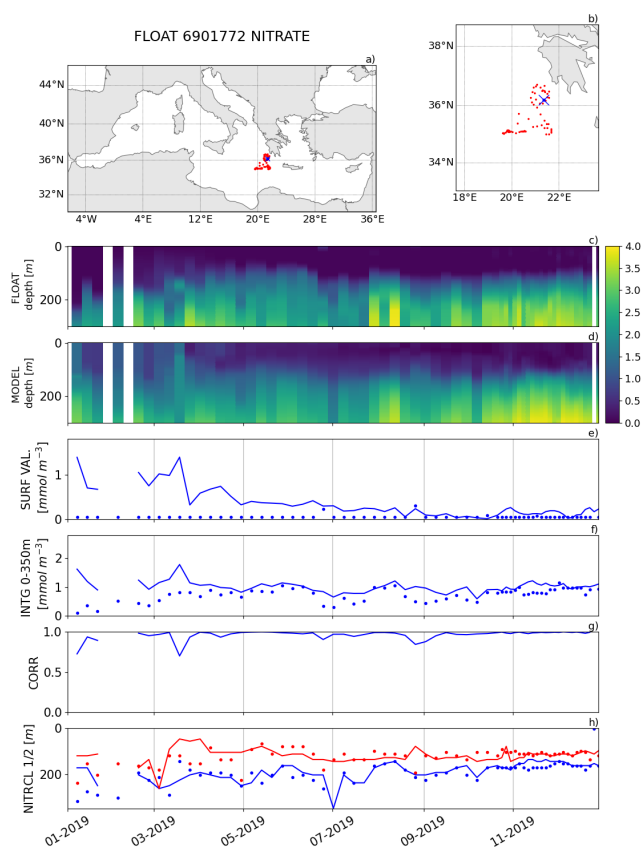 FLOAT 6901772 NITRATE
a)
44°N
40°N
36°N
32°N
4°W
4°E
12°E
20°E
28°E
36°E
b)
38°N
36°N
34°N
18°E
20°E
22°E
c)
FLOAT
depth [m]
0
200
d)
MODEL
depth [m]
0
200
4.0
3.5
3.0
2.5
2.0
1.5
1.0
0.5
0.0
e)
SURF VAL.
[mmol m⁻³]
1
0
f)
INTG 0-350m
[mmol m⁻³]
2
1
0
g)
CORR
1.0
0.5
0.0
h)
NITRCL 1/2 [m]
0
200
01-2019
03-2019
05-2019
07-2019
09-2019
11-2019